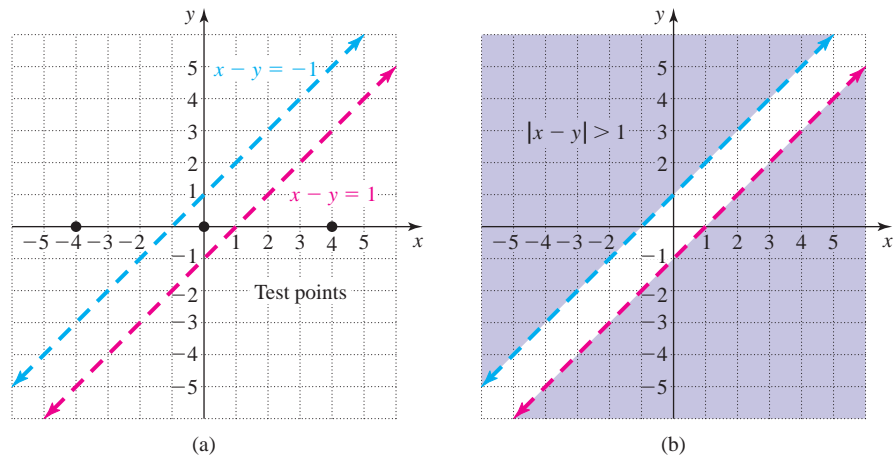 y
5
4
3
2
1
x − y = −1
x − y = 1
−5 −4 −3 −2 1 2 3 4 5 x
−1
−2
−3
−4
−5
Test points
(a)
y
5
4
3
2
1
|x − y| > 1
−5 −4 −3 −2 1 2 3 4 5 x
−1
−2
−3
−4
−5
(b)